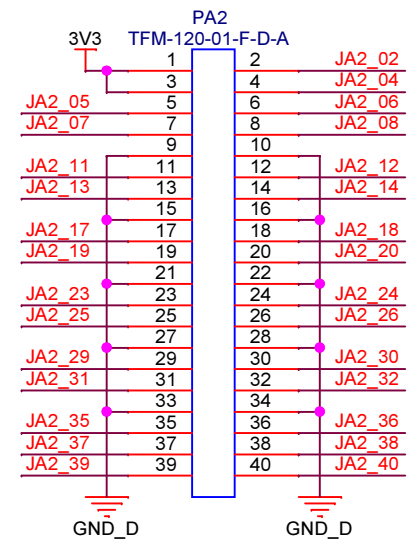 PA2
TFM-120-01-F-D-A
3V3
1 2 JA2_02
3 4 JA2_04
JA2_05 5 6 JA2_06
JA2_07 7 8 JA2_08
9 10
JA2_11 11 12 JA2_12
JA2_13 13 14 JA2_14
15 16
JA2_17 17 18 JA2_18
JA2_19 19 20 JA2_20
21 22
JA2_23 23 24 JA2_24
JA2_25 25 26 JA2_26
27 28
JA2_29 29 30 JA2_30
JA2_31 31 32 JA2_32
33 34
JA2_35 35 36 JA2_36
JA2_37 37 38 JA2_38
JA2_39 39 40 JA2_40
GND_D GND_D